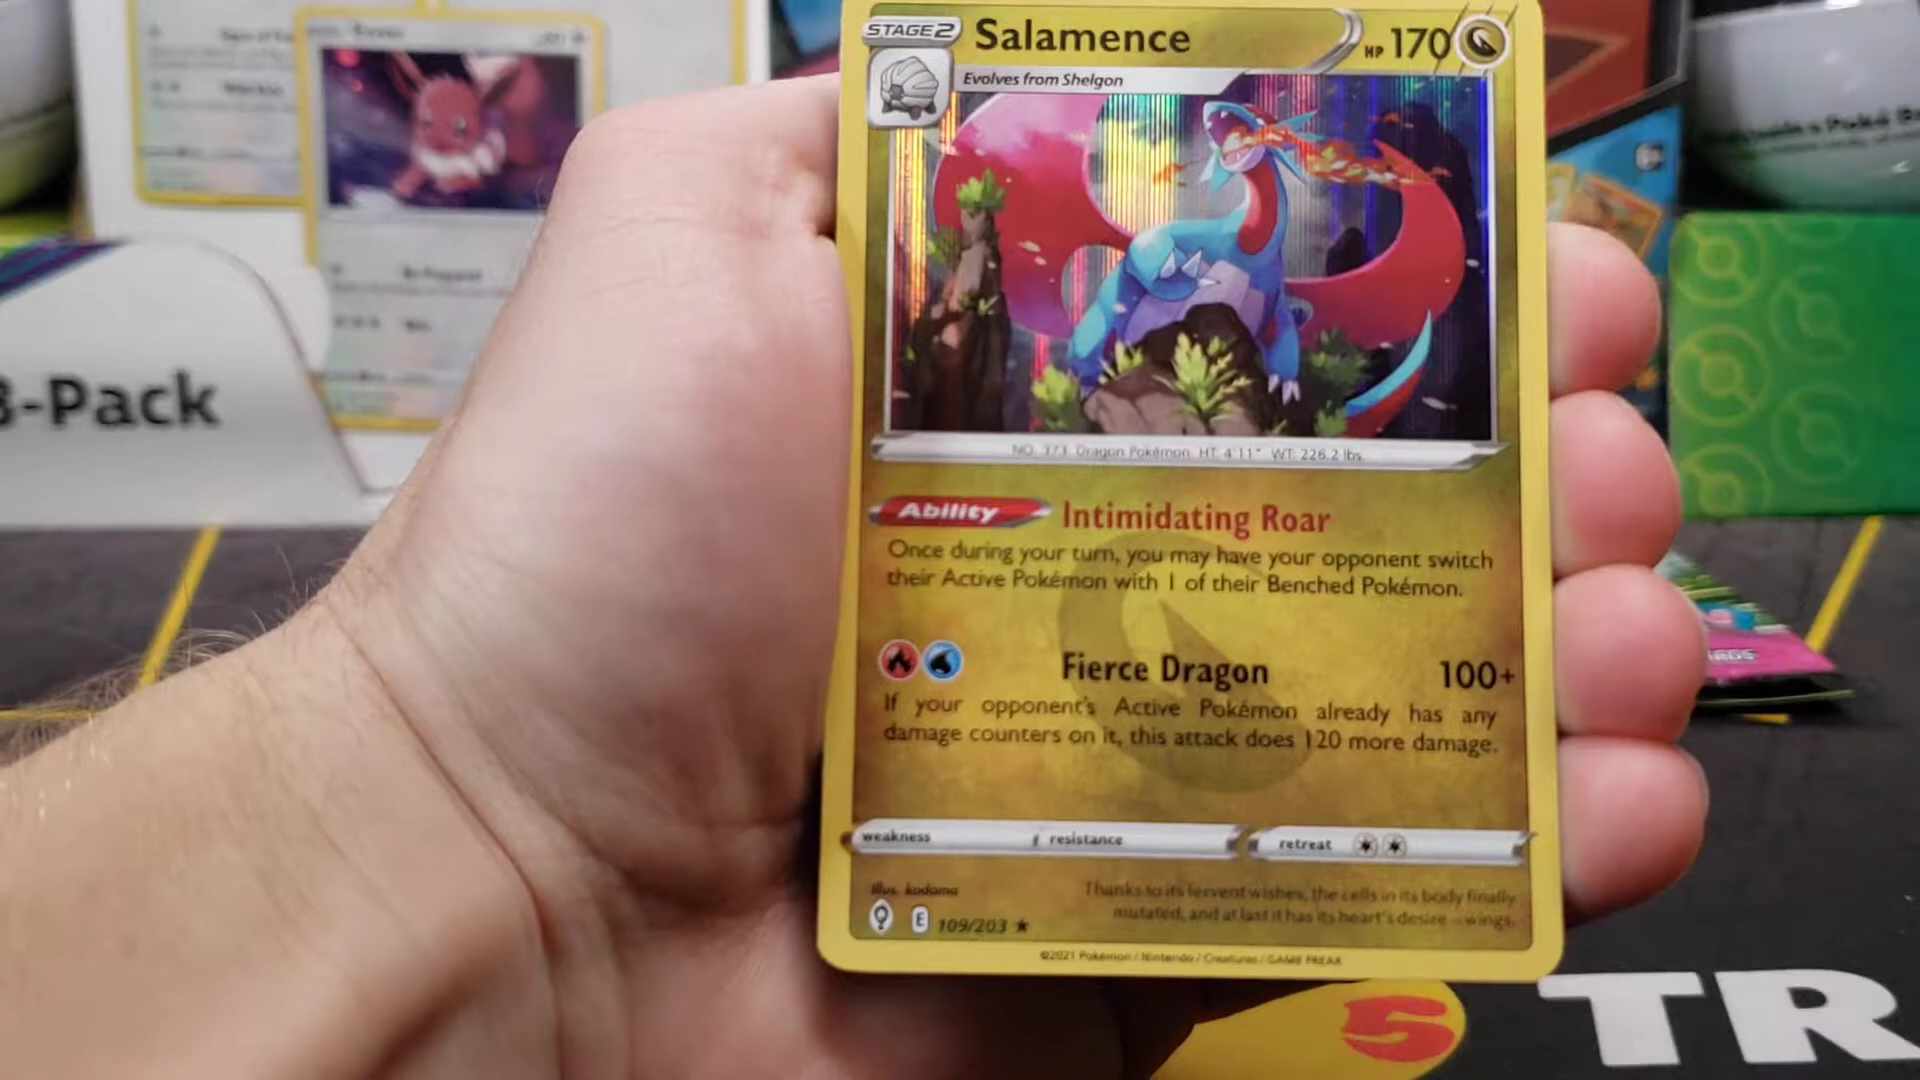 STAGE2
Salamence
HP 170
Evolves from Shelgon
NO. 373 Dragon Pokémon HT: 4'11" WT: 226.2 lbs.
Ability Intimidating Roar
Once during your turn, you may have your opponent switch
their Active Pokémon with 1 of their Benched Pokémon.
Fierce Dragon 100+
If your opponent's Active Pokémon already has any
damage counters on it, this attack does 120 more damage.
weakness resistance retreat
Illus. kodama
Thanks to its fervent wishes, the cells in its body finally
mutated, and at last it has its heart's desire—wings.
E 109/203
©2021 Pokémon / Nintendo / Creatures / GAME FREAK
3-Pack
5 TR